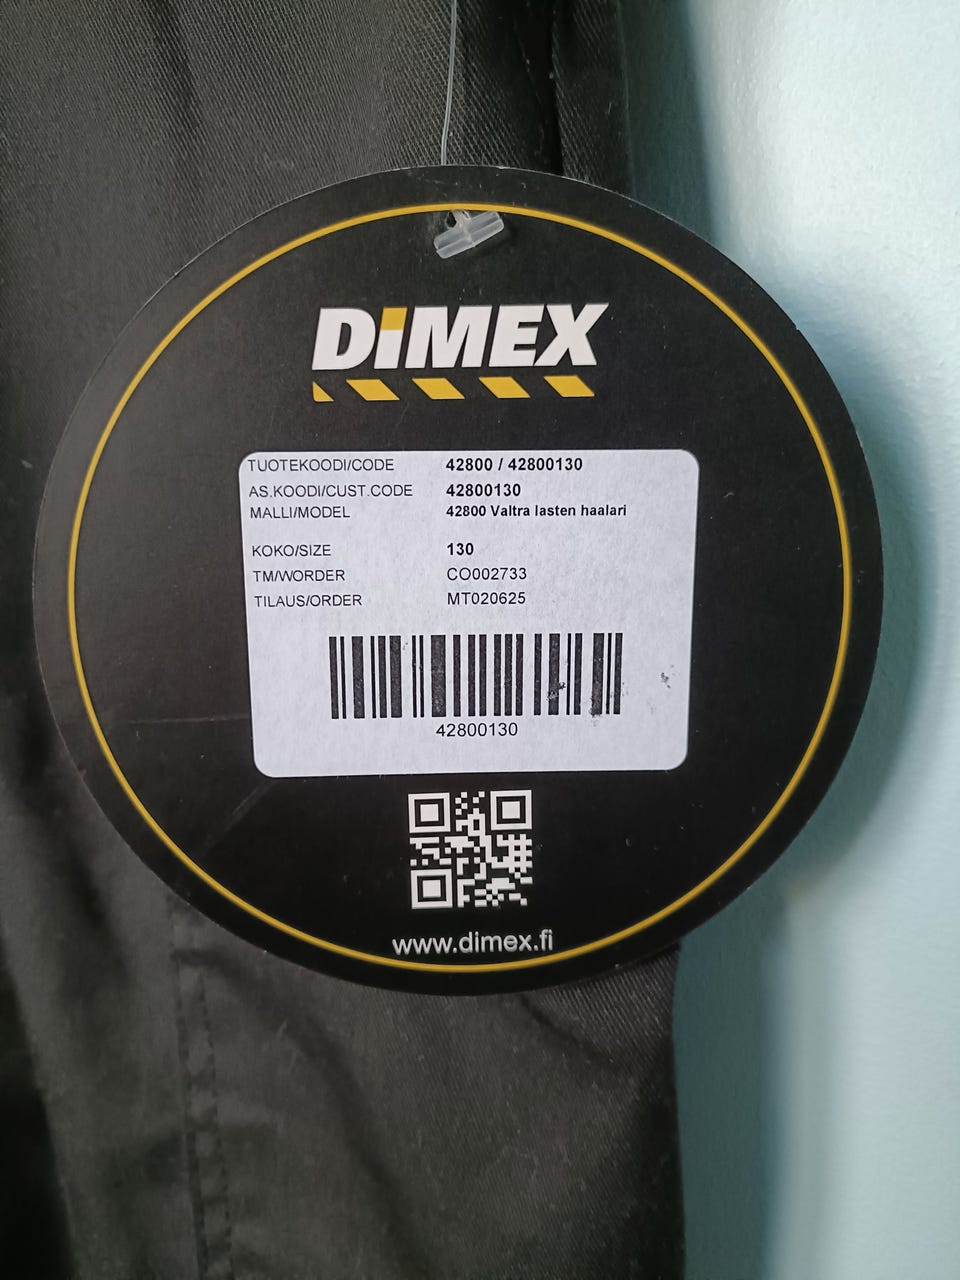 DiMEX
TUOTEKOODI/CODE 42800 / 42800130
AS.KOODI/CUST.CODE 42800130
MALLI/MODEL 42800 Valtra lasten haalari
KOKO/SIZE 130
TM/WORDER CO002733
TILAUS/ORDER MT020625
42800130
www.dimex.fi